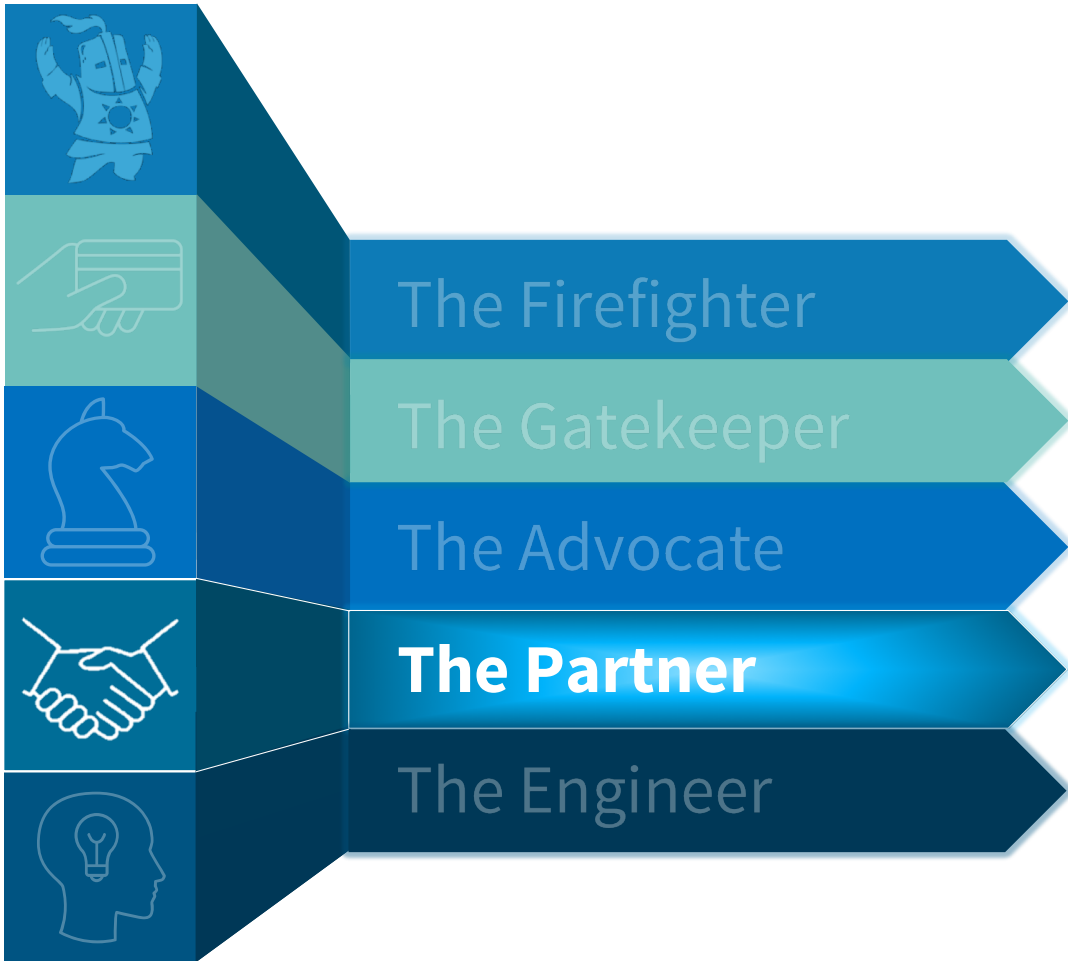 The Firefighter
The Gatekeeper
The Advocate
The Partner
The Engineer